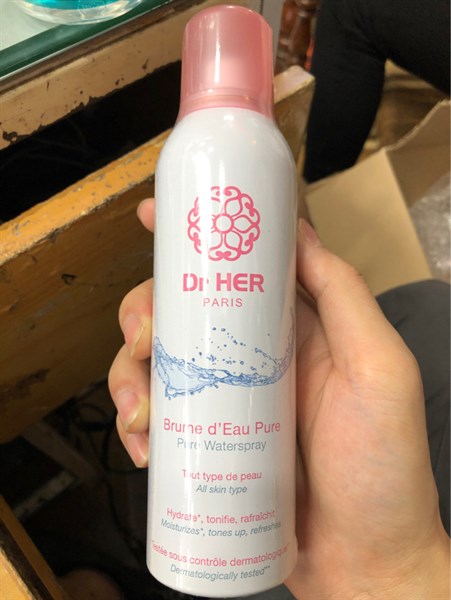 Dr HER
PARIS
Brume d'Eau Pure
Pure Waterspray
Tout type de peau
All skin type
Hydrate*, tonifie, rafraîchit
Moisturizes*, tones up, refreshes
sous contrôle dermatologique
Dermatologically tested**